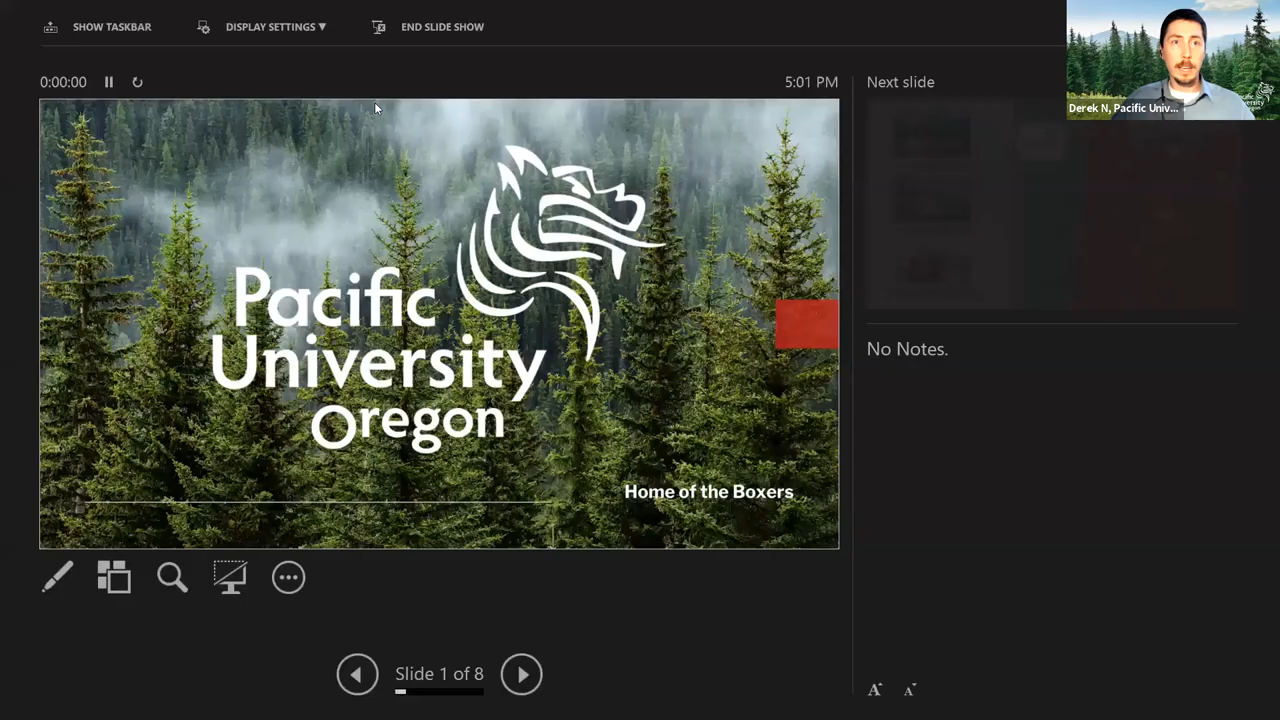 SHOW TASKBAR
DISPLAY SETTINGS ▼
END SLIDE SHOW
0:00:00
5:01 PM
Next slide
Derek N, Pacific Univ...
Pacific
University
Oregon
Home of the Boxers
No Notes.
Slide 1 of 8
A A